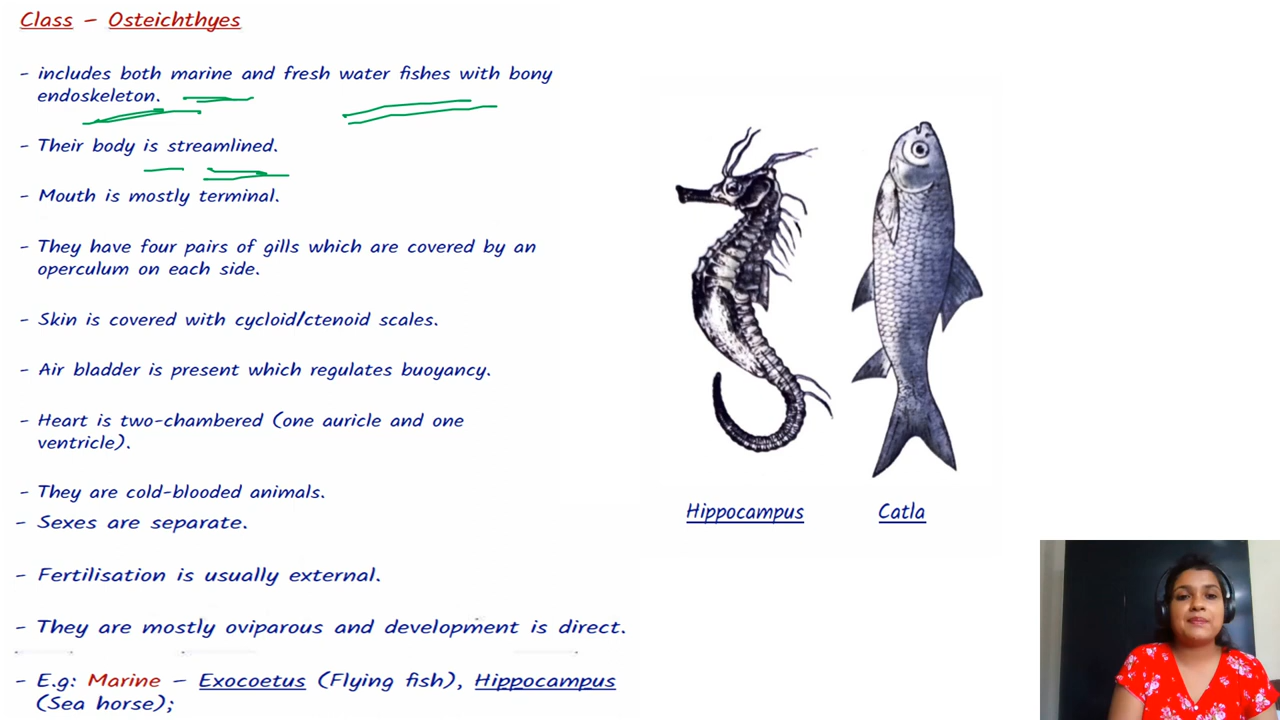 Class – Osteichthyes
- includes both marine and fresh water fishes with bony
endoskeleton.
- Their body is streamlined.
- Mouth is mostly terminal.
- They have four pairs of gills which are covered by an
operculum on each side.
- Skin is covered with cycloid/ctenoid scales.
- Air bladder is present which regulates buoyancy.
- Heart is two-chambered (one auricle and one
ventricle).
- They are cold-blooded animals.
- Sexes are separate.
- Fertilisation is usually external.
- They are mostly oviparous and development is direct.
- E.g: Marine – Exocoetus (Flying fish), Hippocampus
(Sea horse);
Hippocampus
Catla